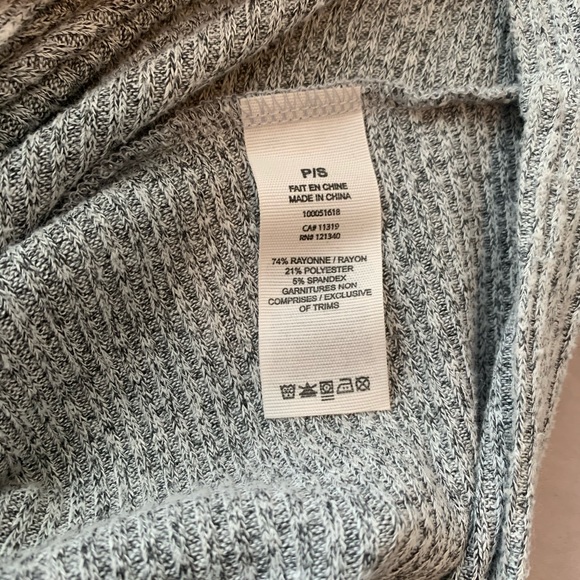 P/S
FAIT EN CHINE
MADE IN CHINA
100051618
CA# 11319
RN# 121340
74% RAYONNE / RAYON
21% POLYESTER
5% SPANDEX
GARNITURES NON
COMPRISES / EXCLUSIVE
OF TRIMS